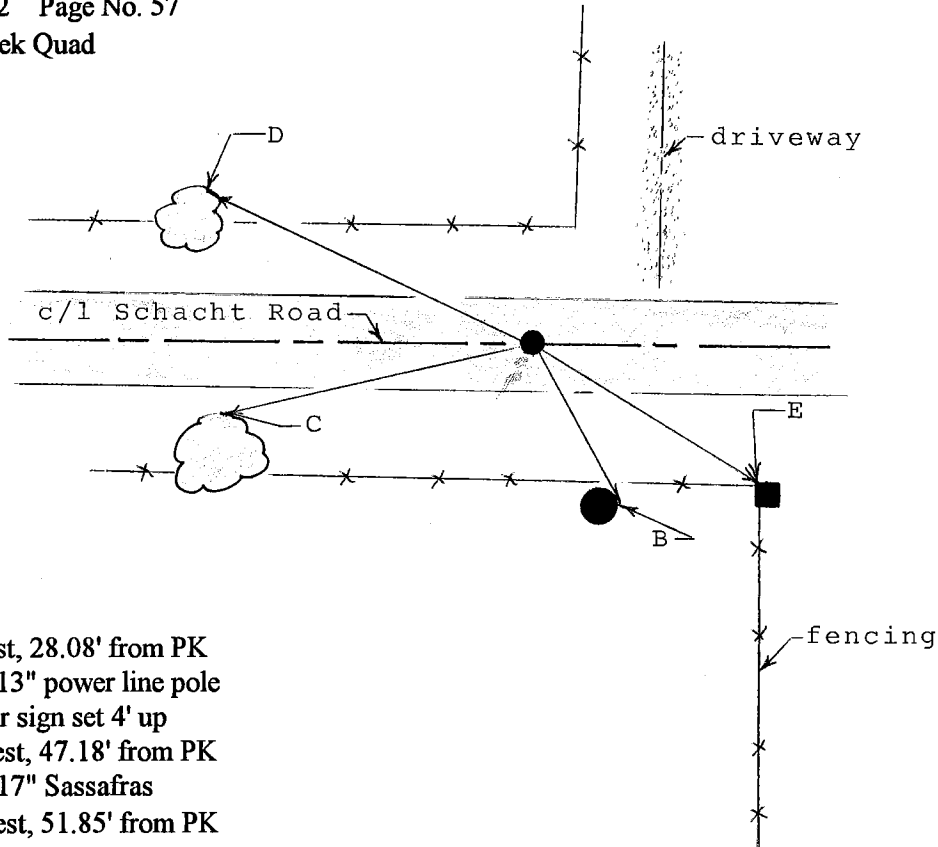 2 Page No. 57
ek Quad
D
driveway
c/l Schacht Road
C
E
B
fencing
st, 28.08' from PK
13" power line pole
r sign set 4' up
est, 47.18' from PK
17" Sassafras
est, 51.85' from PK